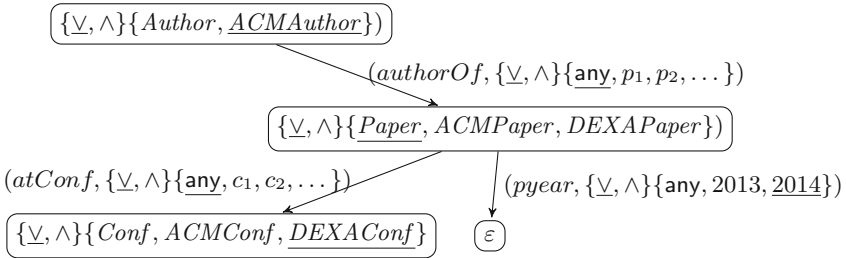 {∨, ∧}{Author, ACMAuthor})
(authorOf, {∨, ∧}{any, p₁, p₂, . . . })
{∨, ∧}{Paper, ACMPaper, DEXAPaper})
(atConf, {∨, ∧}{any, c₁, c₂, . . . })
(pyear, {∨, ∧}{any, 2013, 2014})
{∨, ∧}{Conf, ACMConf, DEXAConf}
ε